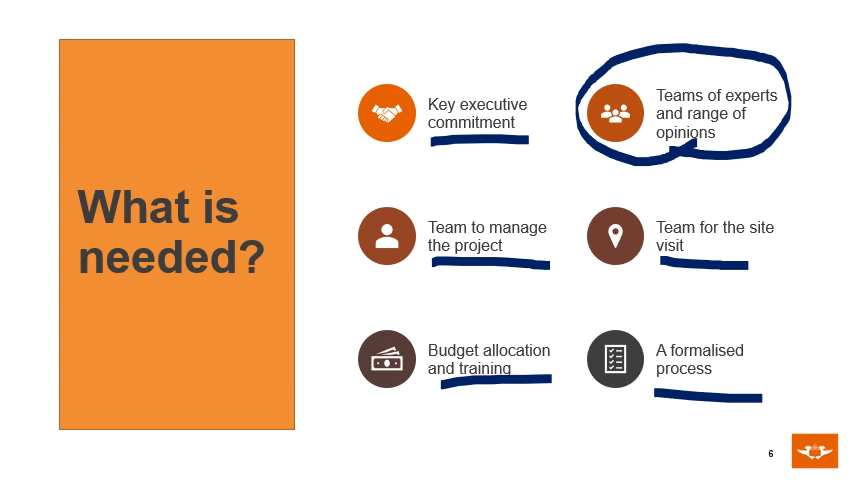 What is
needed?
Key executive
commitment
Teams of experts
and range of
opinions
Team to manage
the project
Team for the site
visit
Budget allocation
and training
A formalised
process
6